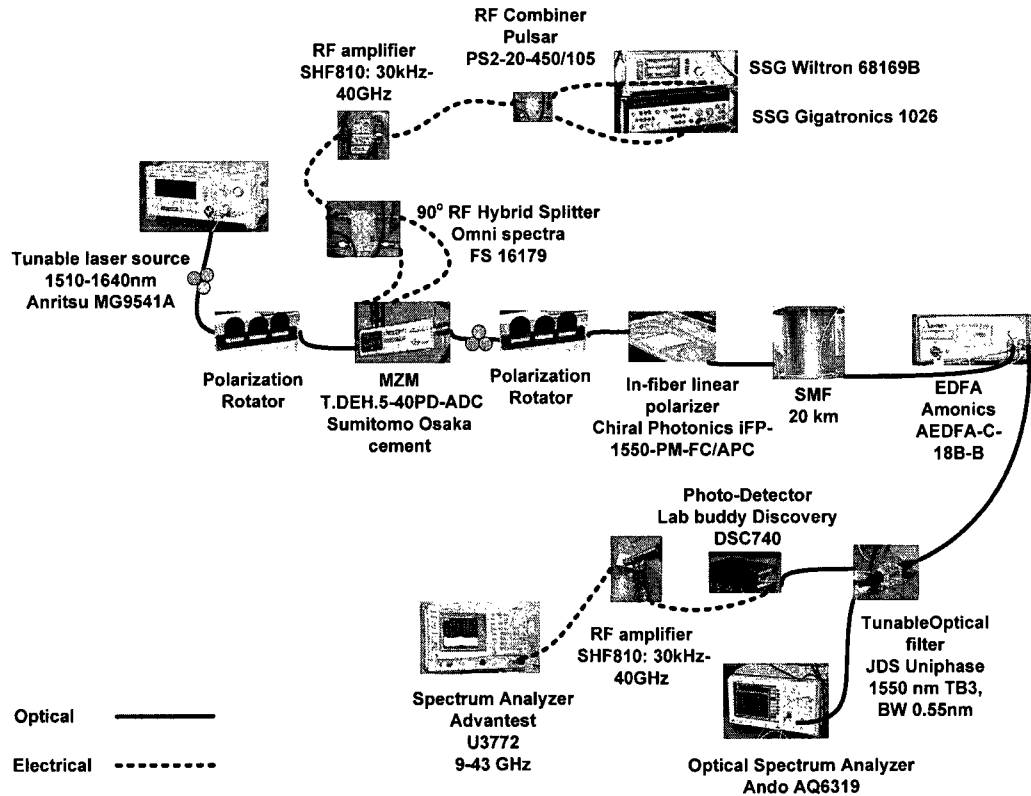 RF Combiner
Pulsar
PS2-20-450/105
RF amplifier
SHF810: 30kHz-
40GHz
SSG Wiltron 68169B
SSG Gigatronics 1026
90° RF Hybrid Splitter
Omni spectra
FS 16179
Tunable laser source
1510-1640nm
Anritsu MG9541A
Polarization
Rotator
MZM
T.DEH.5-40PD-ADC
Sumitomo Osaka
cement
Polarization
Rotator
In-fiber linear
polarizer
Chiral Photonics iFP-
1550-PM-FC/APC
SMF
20 km
EDFA
Amonics
AEDFA-C-
18B-B
Photo-Detector
Lab buddy Discovery
DSC740
RF amplifier
SHF810: 30kHz-
40GHz
TunableOptical
filter
JDS Uniphase
1550 nm TB3,
BW 0.55nm
Spectrum Analyzer
Advantest
U3772
9-43 GHz
Optical Spectrum Analyzer
Ando AQ6319
Optical
Electrical